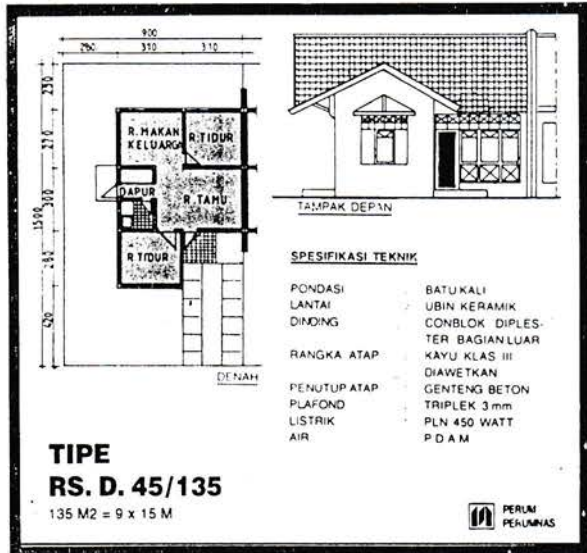 900
280 310 310
230
270
300
280
420
1500
R. MAKAN
KELUARGA
R. TIDUR
DAPUR
R. TAMU
R. TIDUR
DENAH
TAMPAK DEPAN
SPESIFIKASI TEKNIK
PONDASI : BATU KALI
LANTAI : UBIN KERAMIK
DINDING : CONBLOK DIPLES-
TER BAGIAN LUAR
RANGKA ATAP : KAYU KLAS III
DIAWETKAN
PENUTUP ATAP : GENTENG BETON
PLAFOND : TRIPLEK 3 mm
LISTRIK : PLN 450 WATT
AIR : P D A M
TIPE
RS. D. 45/135
135 M2 = 9 x 15 M
PERUM
PERUMNAS